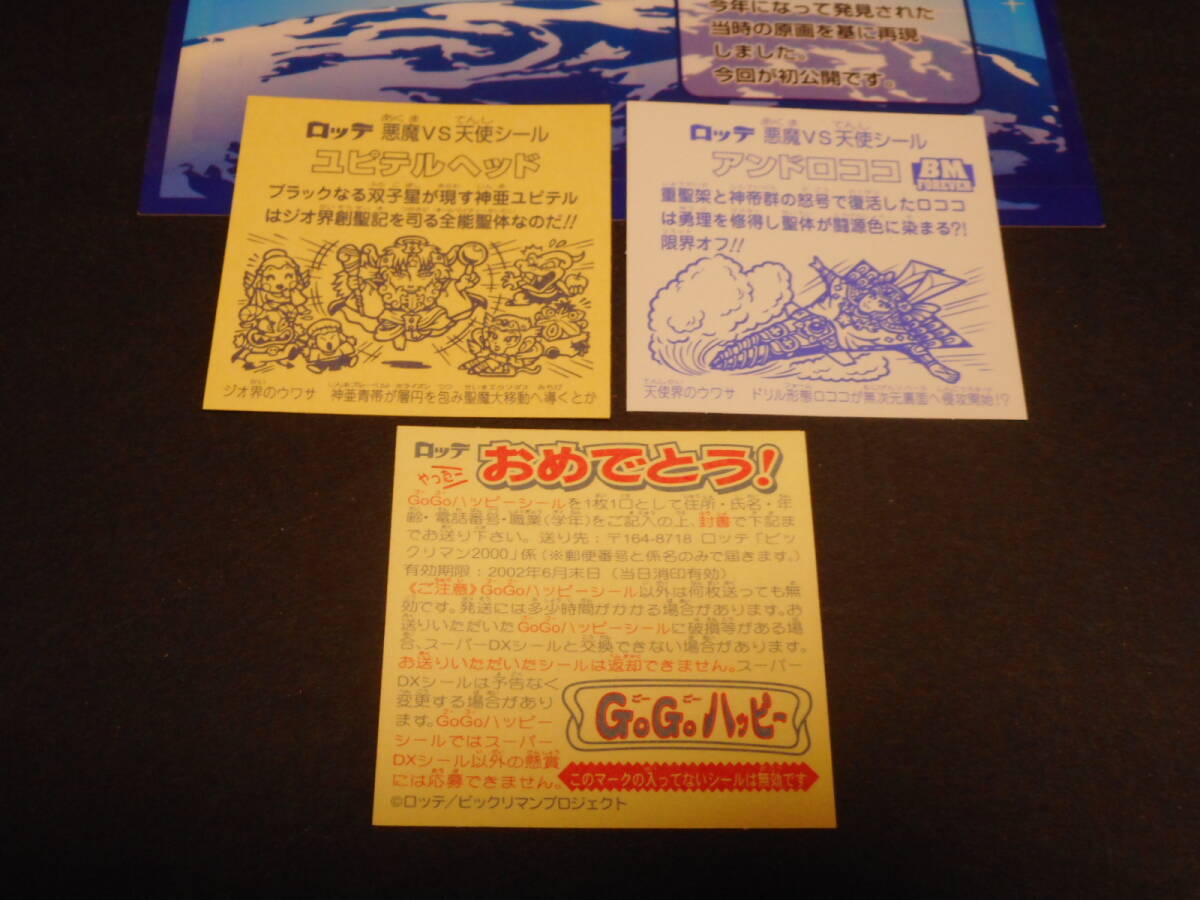 今年になって発見された
当時の原画を基に再現
しました。
今回が初公開です。
ロッテ 悪魔VS天使シール
あくま てんし
ユピテルヘッド
ブラックなる双子星が現す神亜ユピテル
はジオ界創聖記を司る全能聖体なのだ!!
ジオ界のウワサ 神亜青帯が層円を包み聖魔大移動へ導くとか
ロッテ 悪魔VS天使シール
あくま てんし
アンドロココ
BM
FOREVER
重聖架と神帝群の怒号で復活したロココ
は勇理を修得し聖体が闘源色に染まる?!
限界オフ!!
天使界のウワサ ドリル形態ロココが無次元裏面へ侵攻開始!?
ロッテ
やったー
おめでとう!
GoGoハッピーシールを1枚1口として住所・氏名・年
齢・電話番号・職業(学年)をご記入の上、封書で下記ま
でお送り下さい。送り先:〒164-8718 ロッテ「ビッ
クリマン2000」係(※郵便番号と係名のみで届きます。)
有効期限:2002年6月末日(当日消印有効)
《ご注意》GoGoハッピーシール以外は何枚送っても無
効です。発送には多少時間がかかる場合があります。お
送りいただいたGoGoハッピーシールに破損等がある場
合、スーパーDXシールと交換できない場合があります。
お送りいただいたシールは返却できません。スーパー
DXシールは予告なく
変更する場合があり
ます。GoGoハッピー
シールではスーパー
DXシール以外の懸賞
には応募できません。
ごー ごー
GoGoハッピー
このマークの入ってないシールは無効です
©ロッテ/ビックリマンプロジェクト